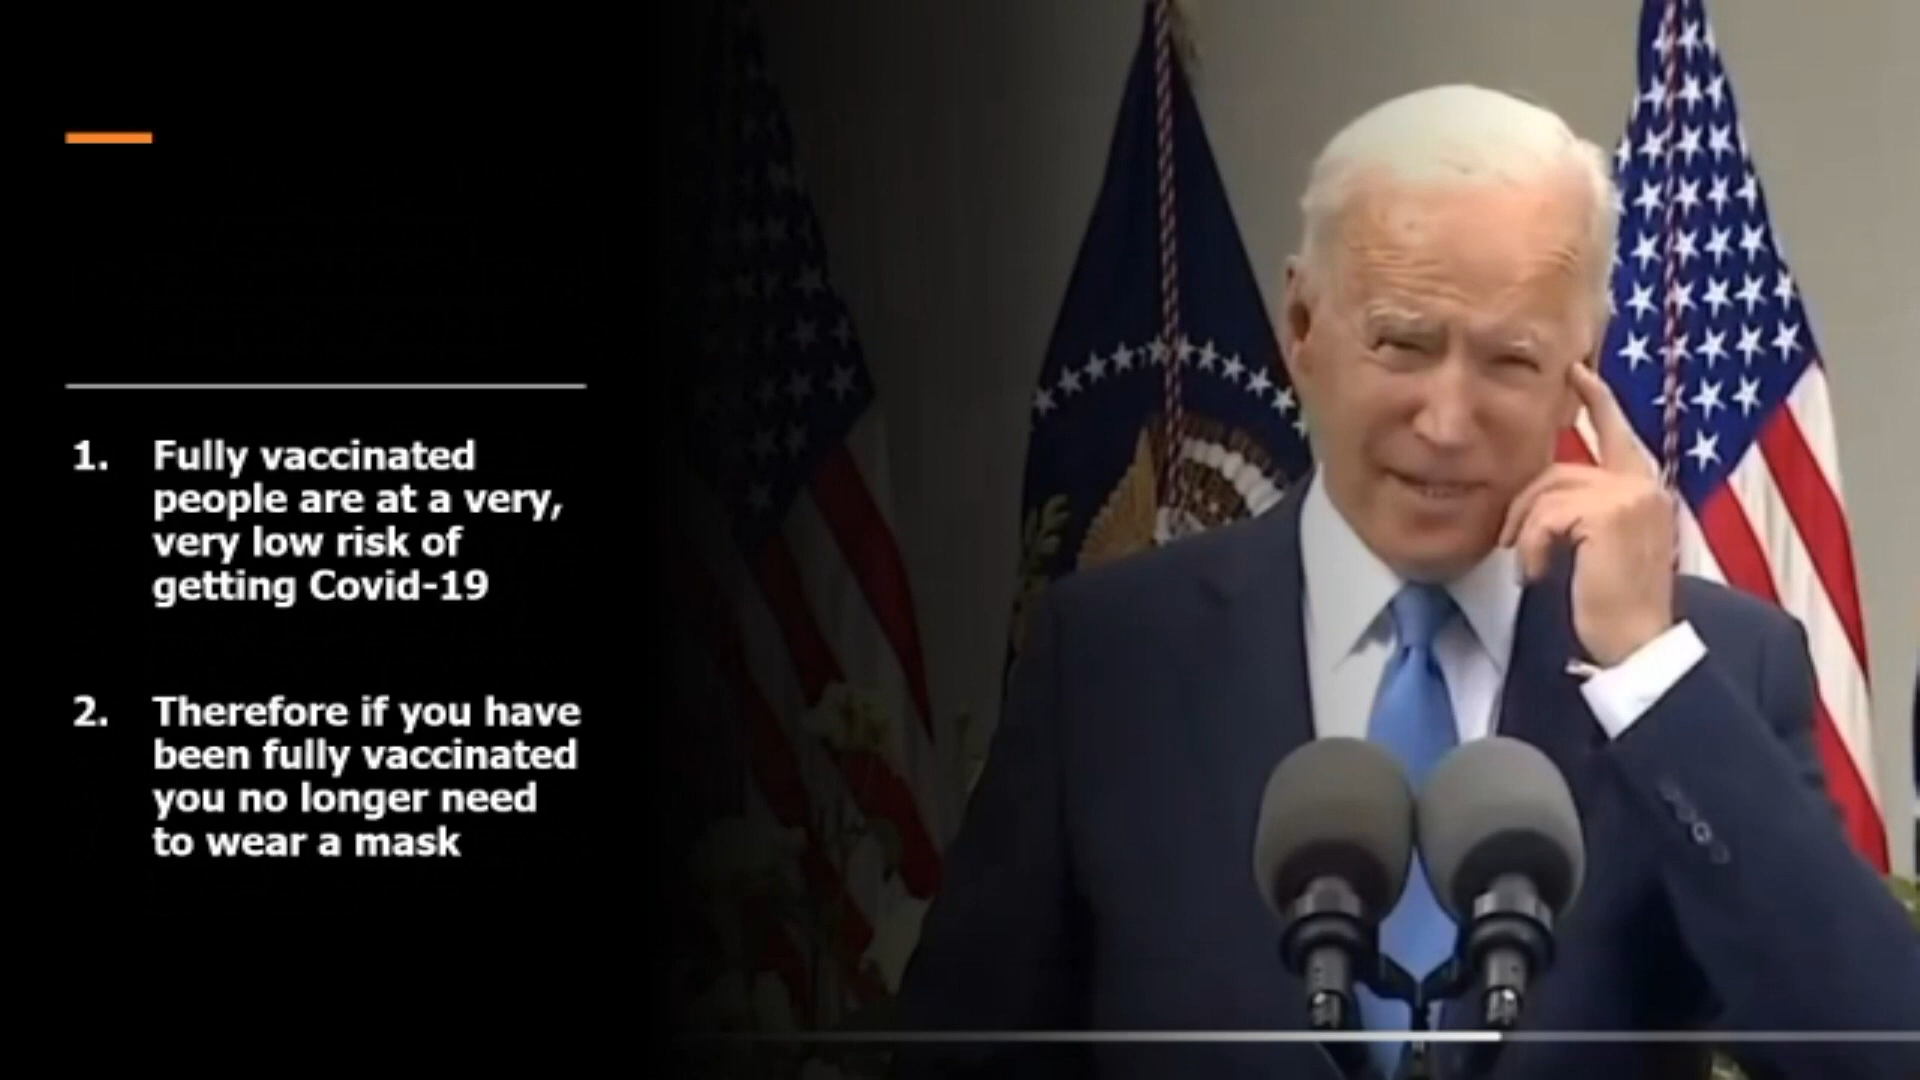 1. Fully vaccinated
people are at a very,
very low risk of
getting Covid-19
2. Therefore if you have
been fully vaccinated
you no longer need
to wear a mask